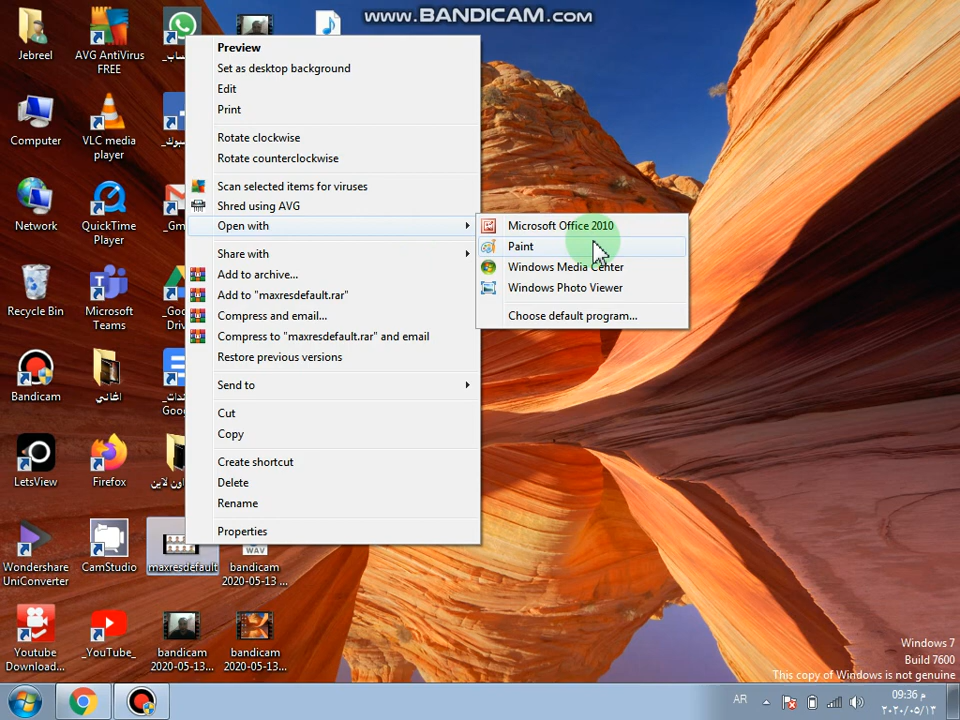 www.BANDICAM.com
Jebreel
AVG AntiVirus
FREE
Computer
VLC media
player
Network
QuickTime
Player
Recycle Bin
Microsoft
Teams
Bandicam
اغاني
LetsView
Firefox
Wondershare
UniConverter
CamStudio
maxresdefault
WAV
bandicam
2020-05-13 ...
Youtube
Download...
_YouTube_
bandicam
2020-05-13...
bandicam
2020-05-13...
Preview
Set as desktop background
Edit
Print
Rotate clockwise
Rotate counterclockwise
Scan selected items for viruses
Shred using AVG
Open with
Share with
Add to archive...
Add to "maxresdefault.rar"
Compress and email...
Compress to "maxresdefault.rar" and email
Restore previous versions
Send to
Cut
Copy
Create shortcut
Delete
Rename
Properties
Microsoft Office 2010
Paint
Windows Media Center
Windows Photo Viewer
Choose default program...
Windows 7
Build 7600
This copy of Windows is not genuine
AR
09:36 م
٢٠٢٠/٠٥/١٣